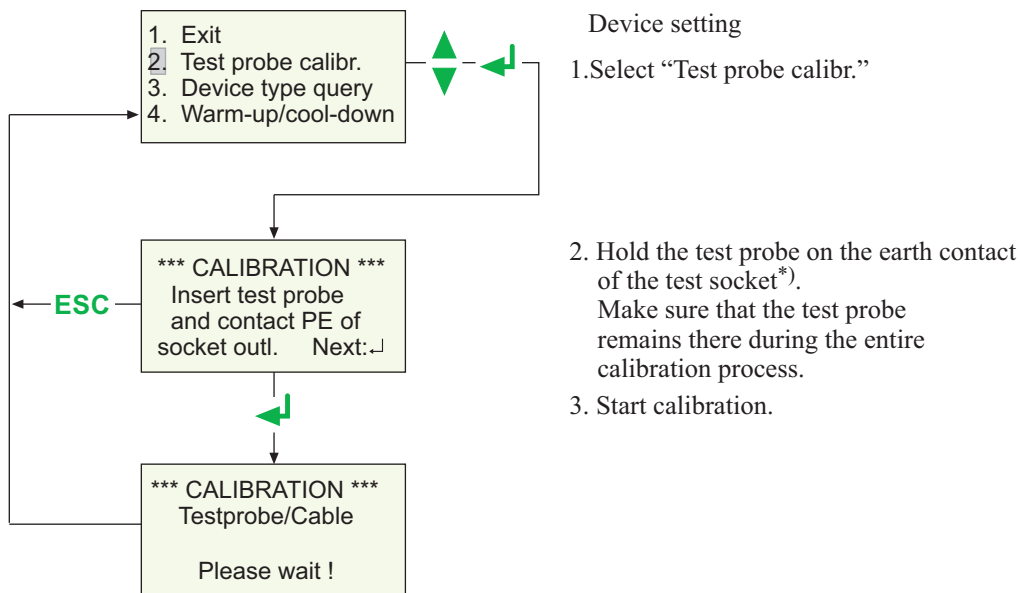 1. Exit
2. Test probe calibr.
3. Device type query
4. Warm-up/cool-down
Device setting
1.Select “Test probe calibr.”
*** CALIBRATION ***
Insert test probe
and contact PE of
socket outl. Next:↵
ESC
2. Hold the test probe on the earth contact
of the test socket*).
Make sure that the test probe
remains there during the entire
calibration process.
3. Start calibration.
*** CALIBRATION ***
Testprobe/Cable
Please wait !